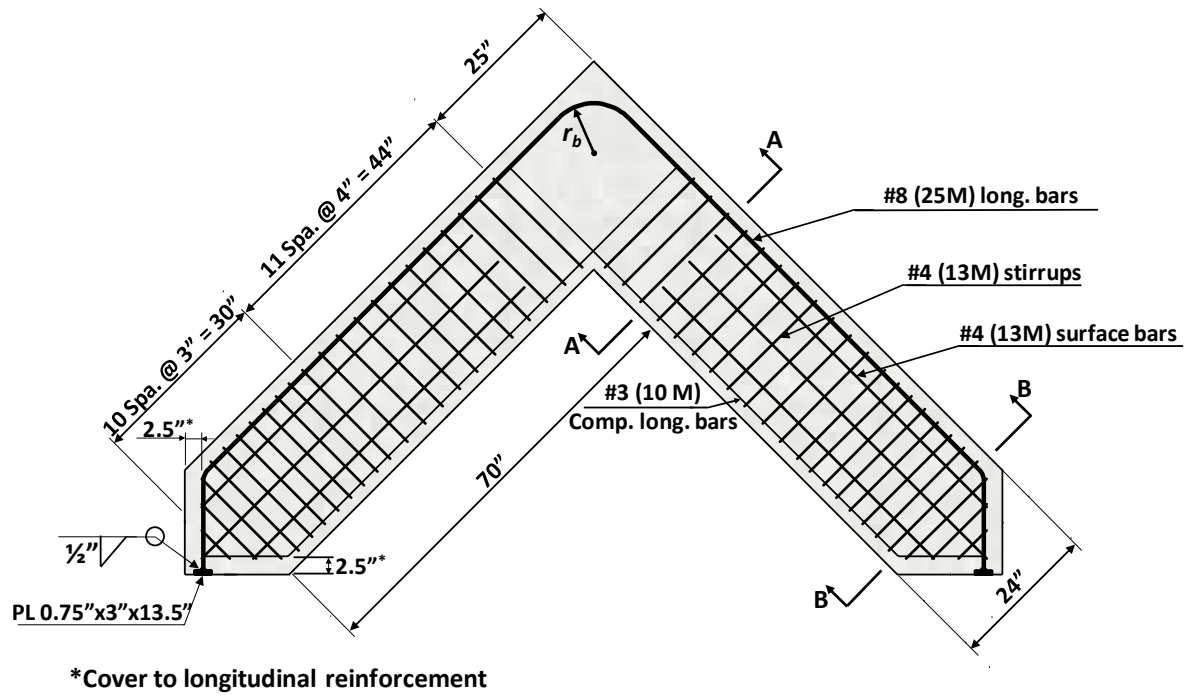 25”
11 Spa. @ 4” = 44”
10 Spa. @ 3” = 30”
2.5”*
r_b
A
#8 (25M) long. bars
#4 (13M) stirrups
#4 (13M) surface bars
A
#3 (10 M)
Comp. long. bars
B
70”
½”
2.5”*
PL 0.75”x3”x13.5”
B
24”
*Cover to longitudinal reinforcement